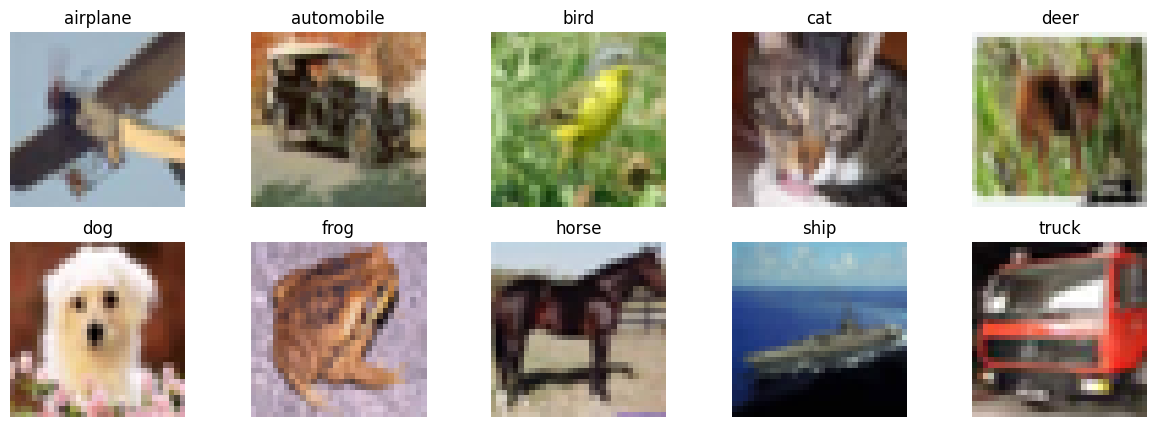 airplane automobile bird cat deer
dog frog horse ship truck